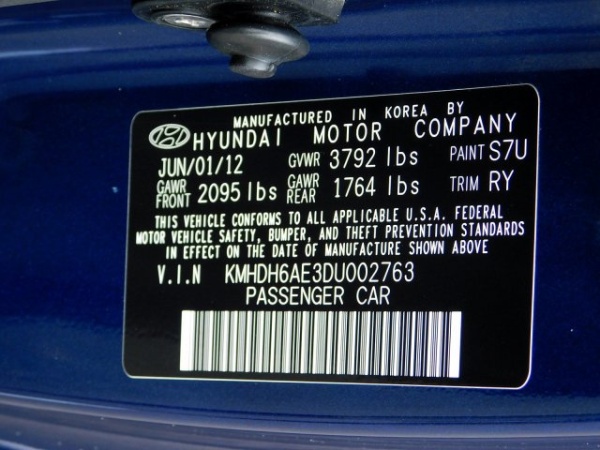 MANUFACTURED IN KOREA BY
HYUNDAI MOTOR COMPANY
JUN/01/12 GVWR 3792 lbs PAINT S7U
GAWR FRONT 2095 lbs GAWR REAR 1764 lbs TRIM RY
THIS VEHICLE CONFORMS TO ALL APPLICABLE U.S.A. FEDERAL
MOTOR VEHICLE SAFETY, BUMPER, AND THEFT PREVENTION STANDARDS
IN EFFECT ON THE DATE OF MANUFACTURE SHOWN ABOVE
V.I.N KMHDH6AE3DU002763
PASSENGER CAR